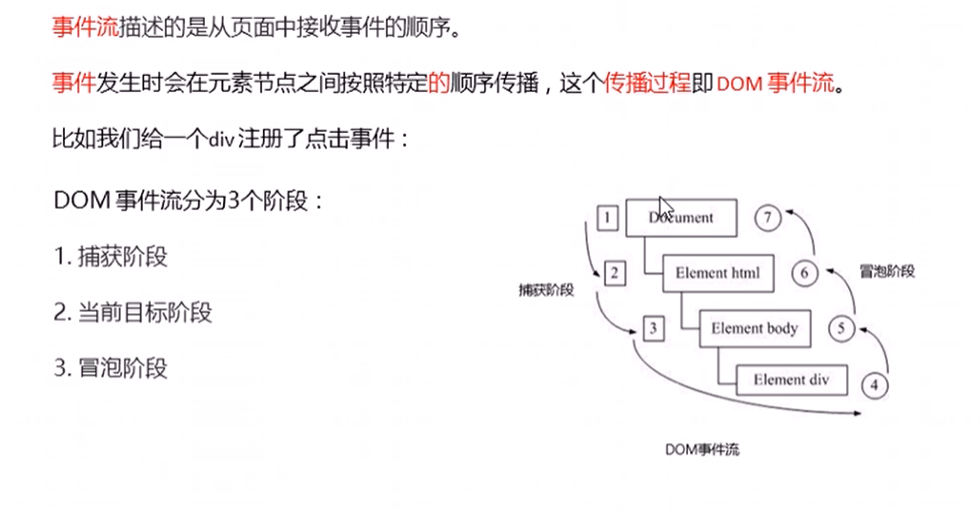 事件流描述的是从页面中接收事件的顺序。
事件发生时会在元素节点之间按照特定的顺序传播，这个传播过程即DOM 事件流。
比如我们给一个div 注册了点击事件：
DOM 事件流分为3个阶段：
1. 捕获阶段
2. 当前目标阶段
3. 冒泡阶段
1 Document 7
2 Element html 6
冒泡阶段
捕获阶段
3 Element body 5
Element div 4
DOM事件流